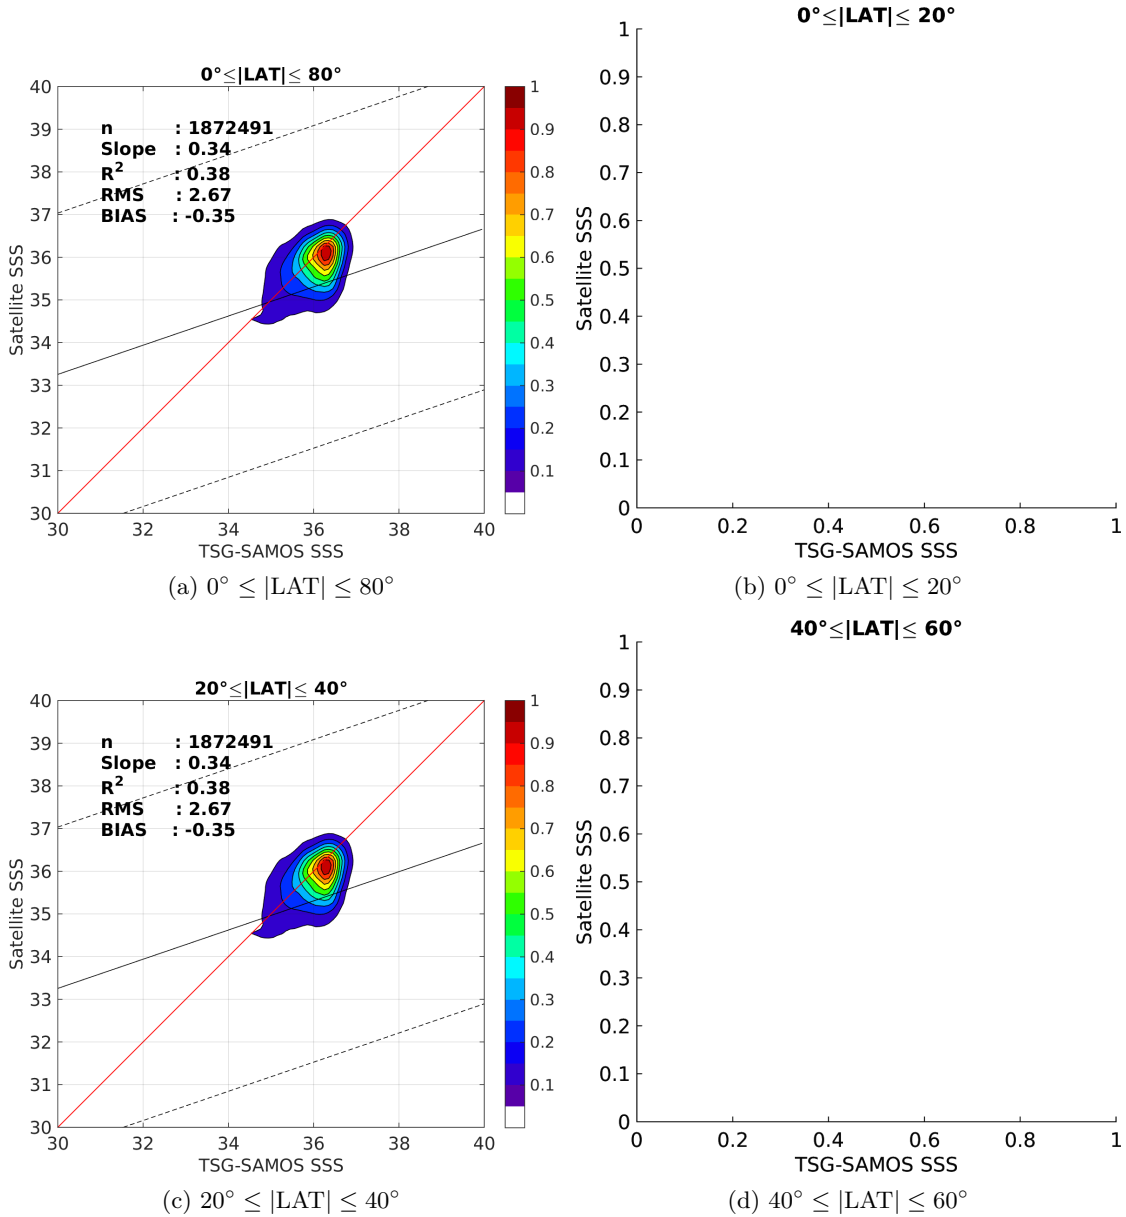 0°≤|LAT|≤ 80°
n : 1872491
Slope : 0.34
R² : 0.38
RMS : 2.67
BIAS : -0.35
Satellite SSS
40
39
38
37
36
35
34
33
32
31
30
30 32 34 36 38 40
TSG-SAMOS SSS
1
0.9
0.8
0.7
0.6
0.5
0.4
0.3
0.2
0.1
(a) 0° ≤ |LAT| ≤ 80°
0°≤|LAT|≤ 20°
Satellite SSS
1
0.9
0.8
0.7
0.6
0.5
0.4
0.3
0.2
0.1
0
0 0.2 0.4 0.6 0.8 1
TSG-SAMOS SSS
(b) 0° ≤ |LAT| ≤ 20°
20°≤|LAT|≤ 40°
n : 1872491
Slope : 0.34
R² : 0.38
RMS : 2.67
BIAS : -0.35
Satellite SSS
40
39
38
37
36
35
34
33
32
31
30
30 32 34 36 38 40
TSG-SAMOS SSS
1
0.9
0.8
0.7
0.6
0.5
0.4
0.3
0.2
0.1
(c) 20° ≤ |LAT| ≤ 40°
40°≤|LAT|≤ 60°
Satellite SSS
1
0.9
0.8
0.7
0.6
0.5
0.4
0.3
0.2
0.1
0
0 0.2 0.4 0.6 0.8 1
TSG-SAMOS SSS
(d) 40° ≤ |LAT| ≤ 60°